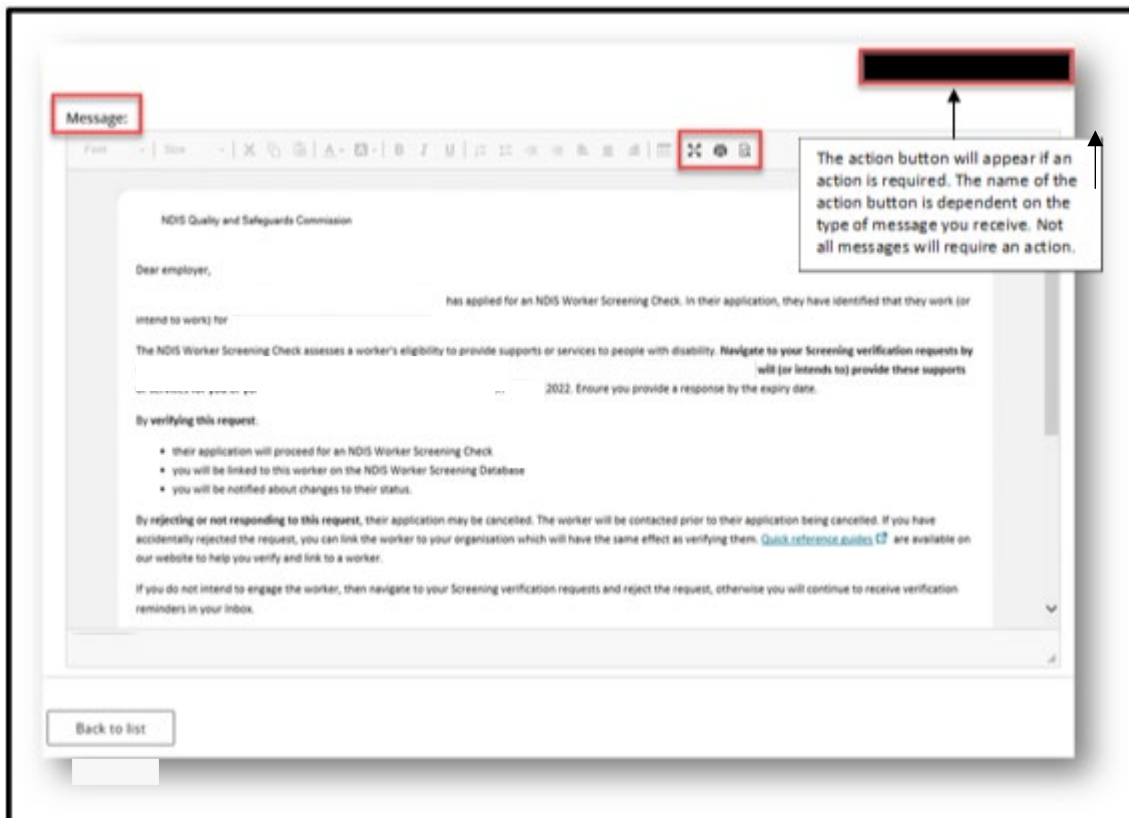 Message:
Font Size B I U
The action button will appear if an
action is required. The name of the
action button is dependent on the
type of message you receive. Not
all messages will require an action.
NDIS Quality and Safeguards Commission
Dear employer,
has applied for an NDIS Worker Screening Check. In their application, they have identified that they work (or
intend to work) for
The NDIS Worker Screening Check assesses a worker's eligibility to provide supports or services to people with disability. Navigate to your Screening verification requests by
will (or intends to) provide these supports
2022. Ensure you provide a response by the expiry date.
By verifying this request:
• their application will proceed for an NDIS Worker Screening Check
• you will be linked to this worker on the NDIS Worker Screening Database
• you will be notified about changes to their status.
By rejecting or not responding to this request, their application may be cancelled. The worker will be contacted prior to their application being cancelled. If you have
accidentally rejected the request, you can link the worker to your organisation which will have the same effect as verifying them. Quick reference guides are available on
our website to help you verify and link to a worker.
If you do not intend to engage the worker, then navigate to your Screening verification requests and reject the request, otherwise you will continue to receive verification
reminders in your inbox.
Back to list